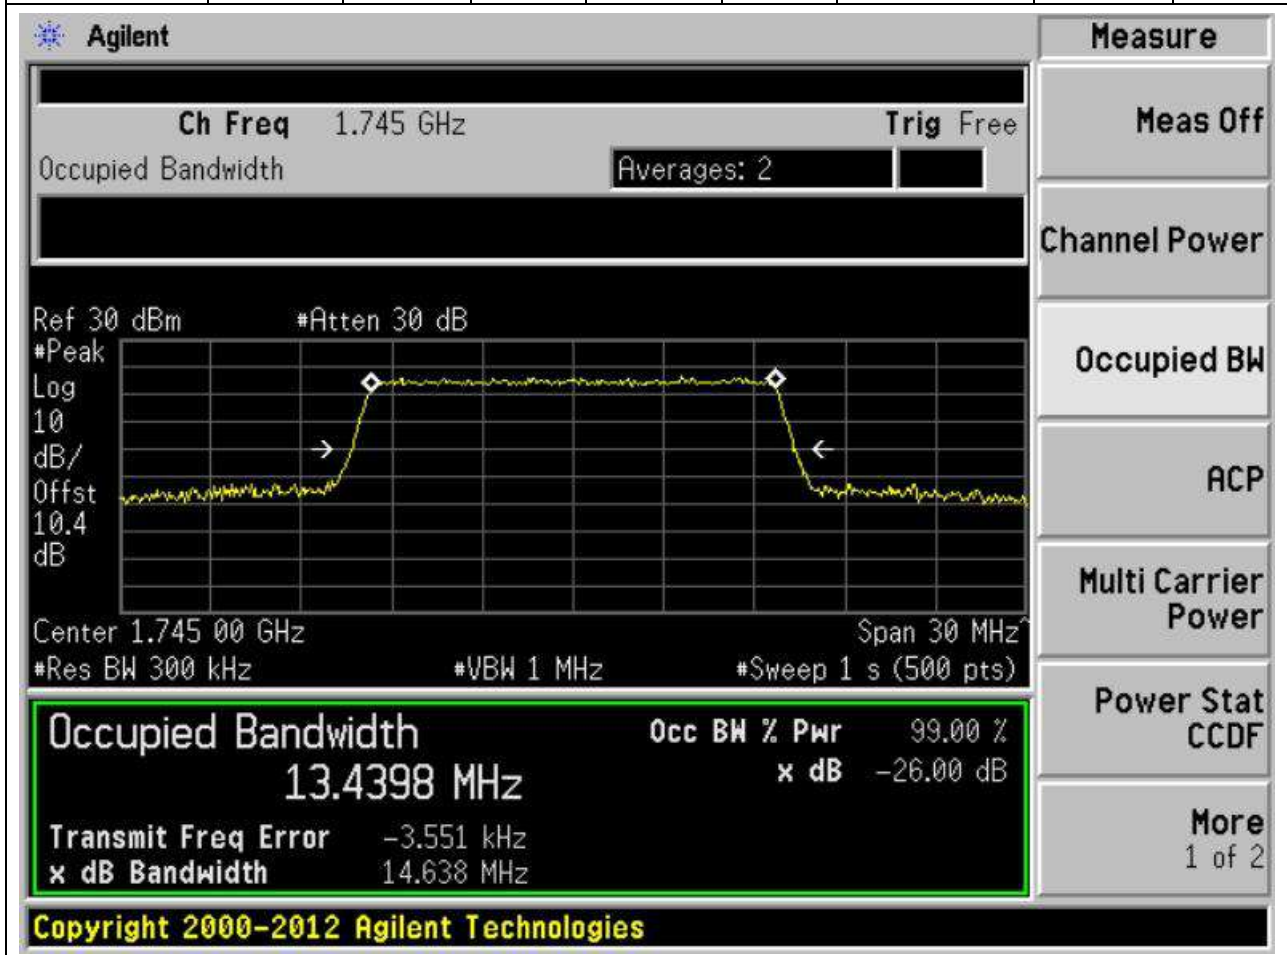 Agilent
Measure
Ch Freq 1.745 GHz Trig Free
Occupied Bandwidth Averages: 2
Meas Off
Channel Power
Occupied BW
ACP
Multi Carrier
Power
Power Stat
CCDF
More
1 of 2
Ref 30 dBm #Atten 30 dB
#Peak
Log
10
dB/
Offst
10.4
dB
Center 1.745 00 GHz Span 30 MHz^
#Res BW 300 kHz #VBW 1 MHz #Sweep 1 s (500 pts)
Occupied Bandwidth Occ BW % Pwr 99.00 %
13.4398 MHz x dB -26.00 dB
Transmit Freq Error -3.551 kHz
x dB Bandwidth 14.638 MHz
Copyright 2000-2012 Agilent Technologies